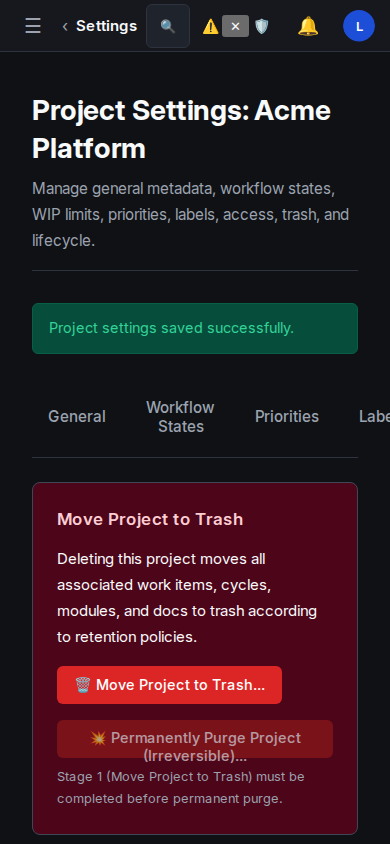 ☰ ‹ Settings 🔍 ⚠️ ✕ 🛡️ 🔔 L
Project Settings: Acme
Platform
Manage general metadata, workflow states,
WIP limits, priorities, labels, access, trash, and
lifecycle.
Project settings saved successfully.
General Workflow Priorities
States
Move Project to Trash
Deleting this project moves all
associated work items, cycles,
modules, and docs to trash according
to retention policies.
🗑️ Move Project to Trash...
💥 Permanently Purge Project
(Irreversible)...
Stage 1 (Move Project to Trash) must be
completed before permanent purge.